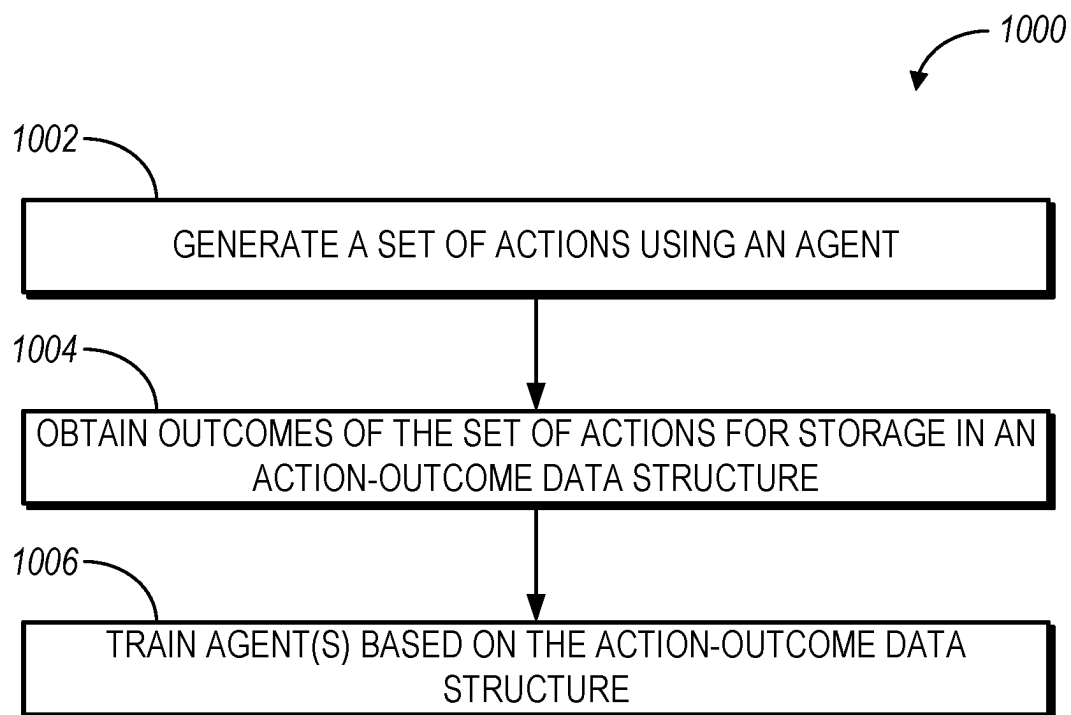 1000
1002
GENERATE A SET OF ACTIONS USING AN AGENT
1004
OBTAIN OUTCOMES OF THE SET OF ACTIONS FOR STORAGE IN AN
ACTION-OUTCOME DATA STRUCTURE
1006
TRAIN AGENT(S) BASED ON THE ACTION-OUTCOME DATA
STRUCTURE